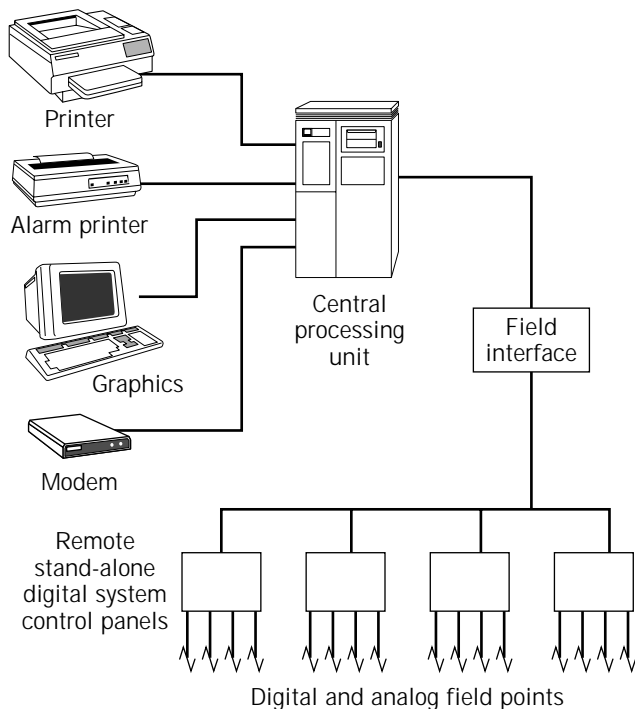 Printer
Alarm printer
Graphics
Modem
Central
processing
unit
Field
interface
Remote
stand-alone
digital system
control panels
Digital and analog field points